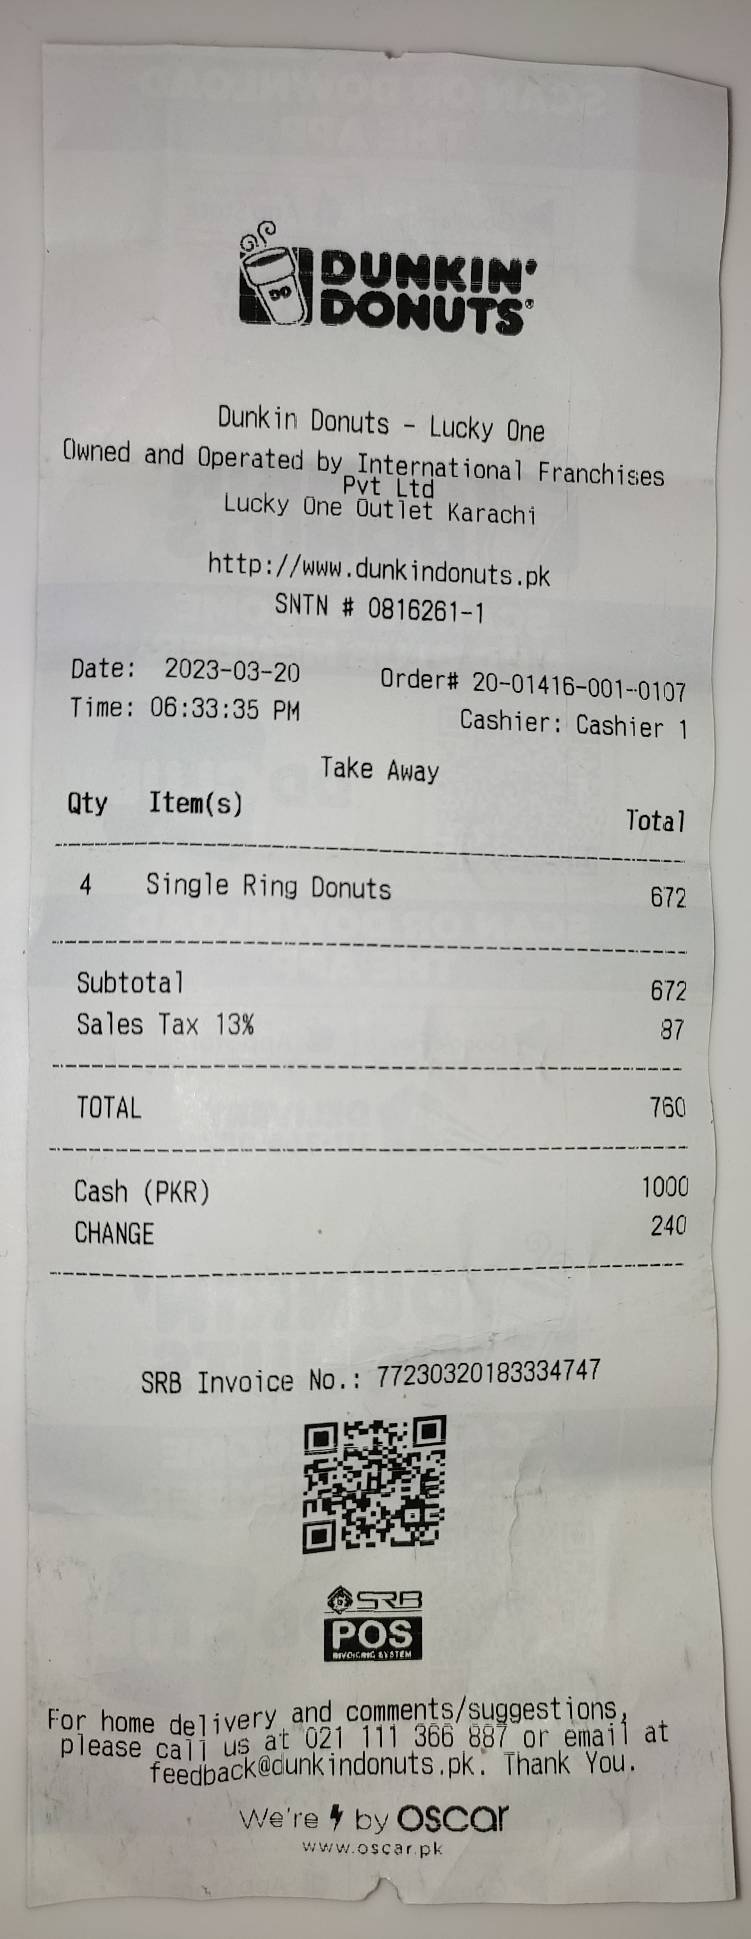 DD
DUNKIN'
DONUTS®
Dunkin Donuts - Lucky One
Owned and Operated by International Franchises
Pvt Ltd
Lucky One Outlet Karachi
http://www.dunkindonuts.pk
SNTN # 0816261-1
Date: 2023-03-20 Order# 20-01416-001-0107
Time: 06:33:35 PM Cashier: Cashier 1
Take Away
Qty Item(s) Total
4 Single Ring Donuts 672
Subtotal 672
Sales Tax 13% 87
TOTAL 760
Cash (PKR) 1000
CHANGE 240
SRB Invoice No.: 77230320183334747
SRB
POS
INVOICING SYSTEM
For home delivery and comments/suggestions,
please call us at 021 111 366 887 or email at
feedback@dunkindonuts.pk. Thank You.
We're by oscar
www.oscar.pk